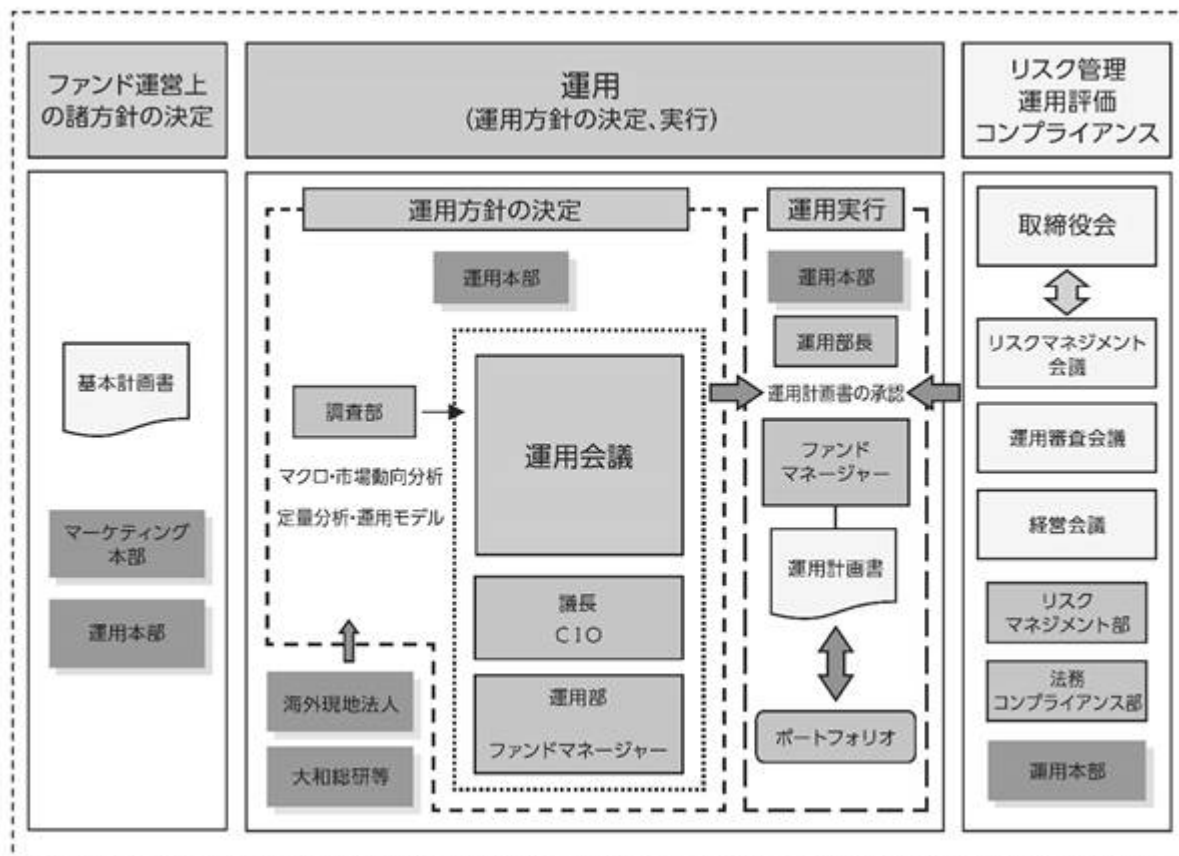 ファンド運営上
の諸方針の決定
運用
(運用方針の決定、実行)
リスク管理
運用評価
コンプライアンス
基本計画書
マーケティング
本部
運用本部
運用方針の決定
運用本部
調査部
マクロ・市場動向分析
定量分析・運用モデル
運用会議
議長
CIO
運用部
ファンドマネージャー
海外現地法人
大和総研等
運用実行
運用本部
運用部長
運用計画書の承認
ファンド
マネージャー
運用計画書
ポートフォリオ
取締役会
リスクマネジメント
会議
運用審査会議
経営会議
リスク
マネジメント部
法務
コンプライアンス部
運用本部